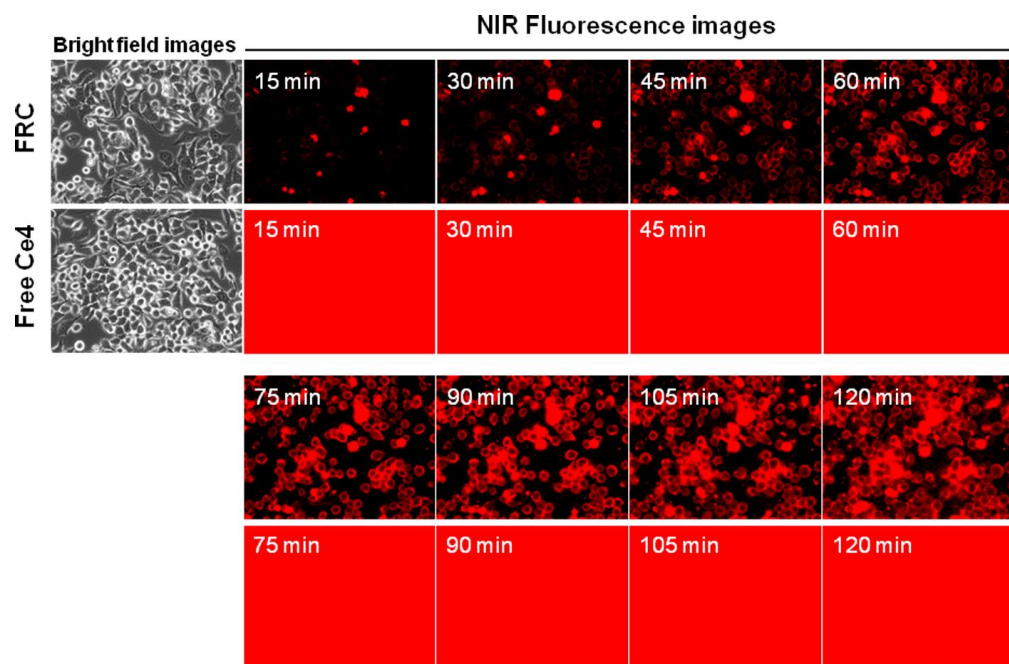 NIR Fluorescence images
Bright field images
FRC
15 min
30 min
45 min
60 min
Free Ce4
15 min
30 min
45 min
60 min
75 min
90 min
105 min
120 min
75 min
90 min
105 min
120 min